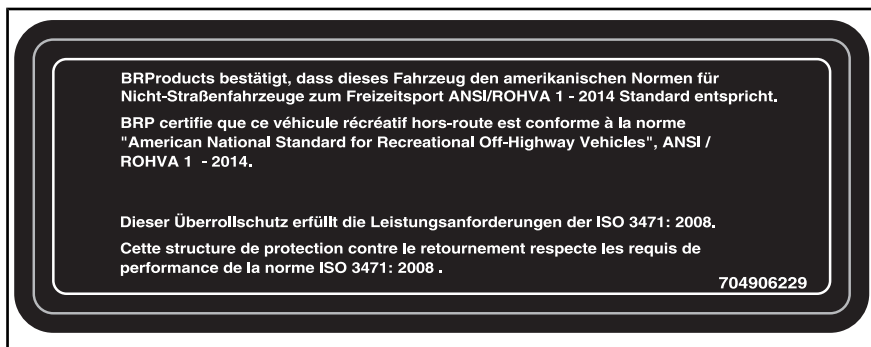 BRProducts bestätigt, dass dieses Fahrzeug den amerikanischen Normen für
Nicht-Straßenfahrzeuge zum Freizeitsport ANSI/ROHVA 1 - 2014 Standard entspricht.
BRP certifie que ce véhicule récréatif hors-route est conforme à la norme
"American National Standard for Recreational Off-Highway Vehicles", ANSI /
ROHVA 1 - 2014.
Dieser Überrollschutz erfüllt die Leistungsanforderungen der ISO 3471: 2008.
Cette structure de protection contre le retournement respecte les requis de
performance de la norme ISO 3471: 2008 .
704906229